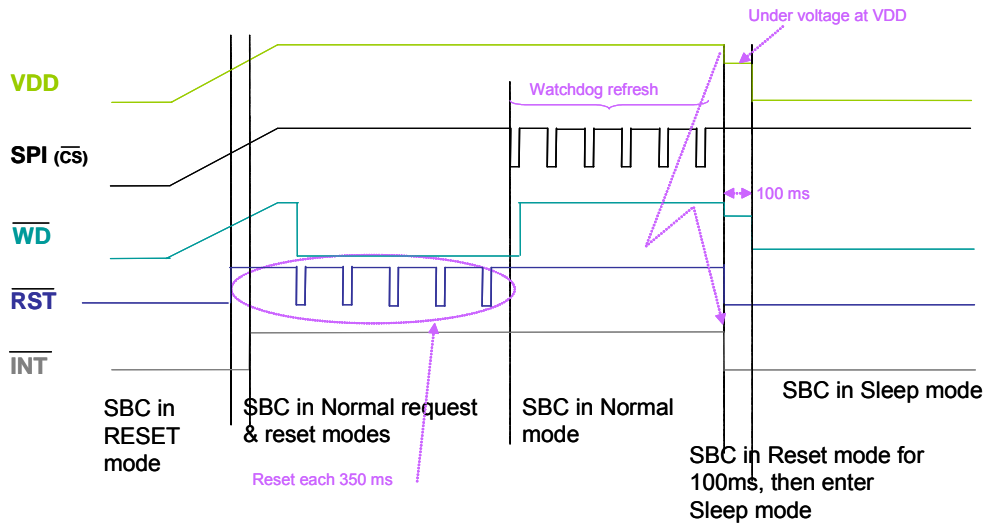 Under voltage at VDD
VDD
Watchdog refresh
SPI (CS)
100 ms
WD
RST
INT
SBC in
RESET
mode
SBC in Normal request
& reset modes
SBC in Normal
mode
SBC in Sleep mode
Reset each 350 ms
SBC in Reset mode for
100ms, then enter
Sleep mode